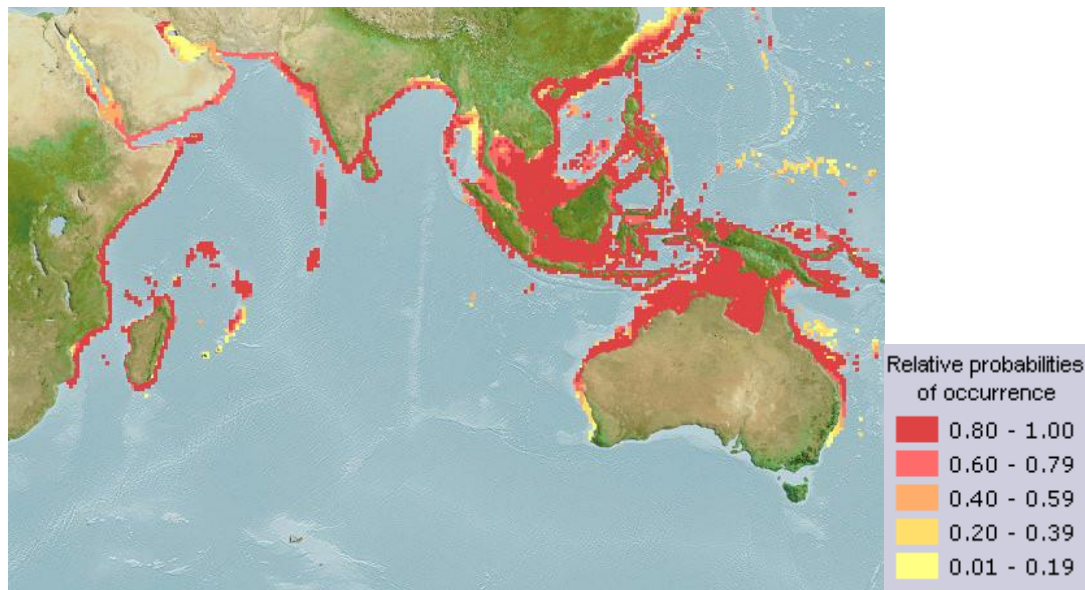 Relative probabilities
of occurrence
0.80 - 1.00
0.60 - 0.79
0.40 - 0.59
0.20 - 0.39
0.01 - 0.19